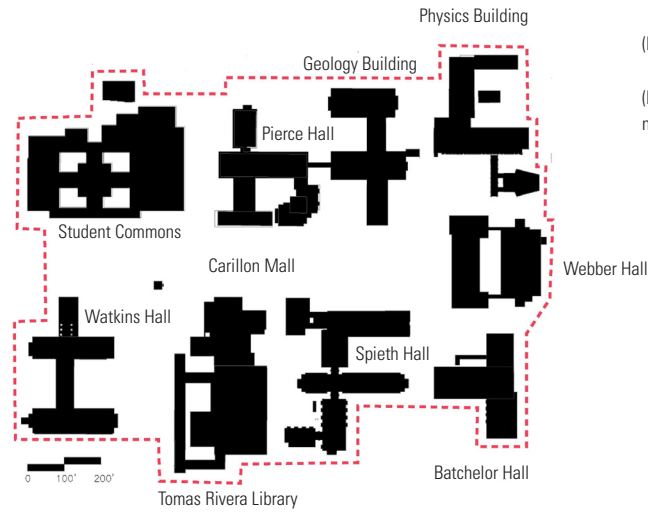 Physics Building
(
Geology Building
(
Pierce Hall
Student Commons
Carillon Mall
Webber Hall
Watkins Hall
Spieth Hall
0 100' 200'
Batchelor Hall
Tomas Rivera Library